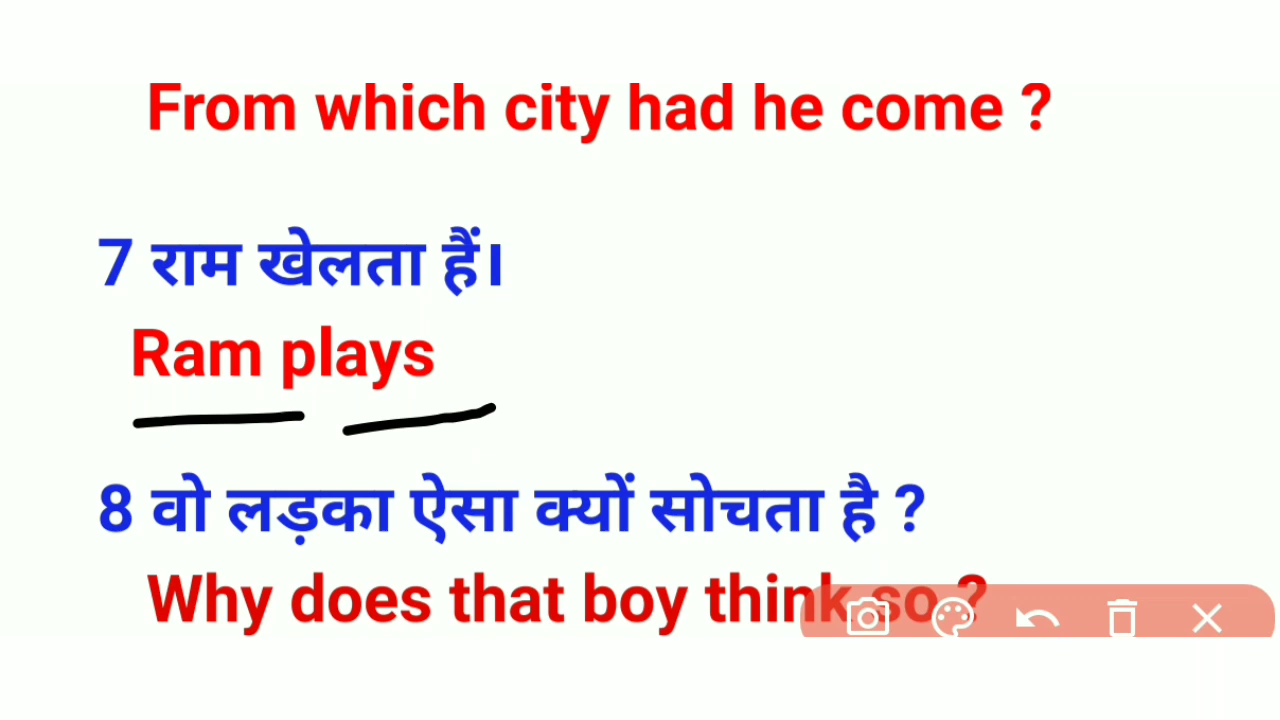 From which city had he come ?
7 राम खेलता हैं।
Ram plays
8 वो लड़का ऐसा क्यों सोचता है ?
Why does that boy think so ?